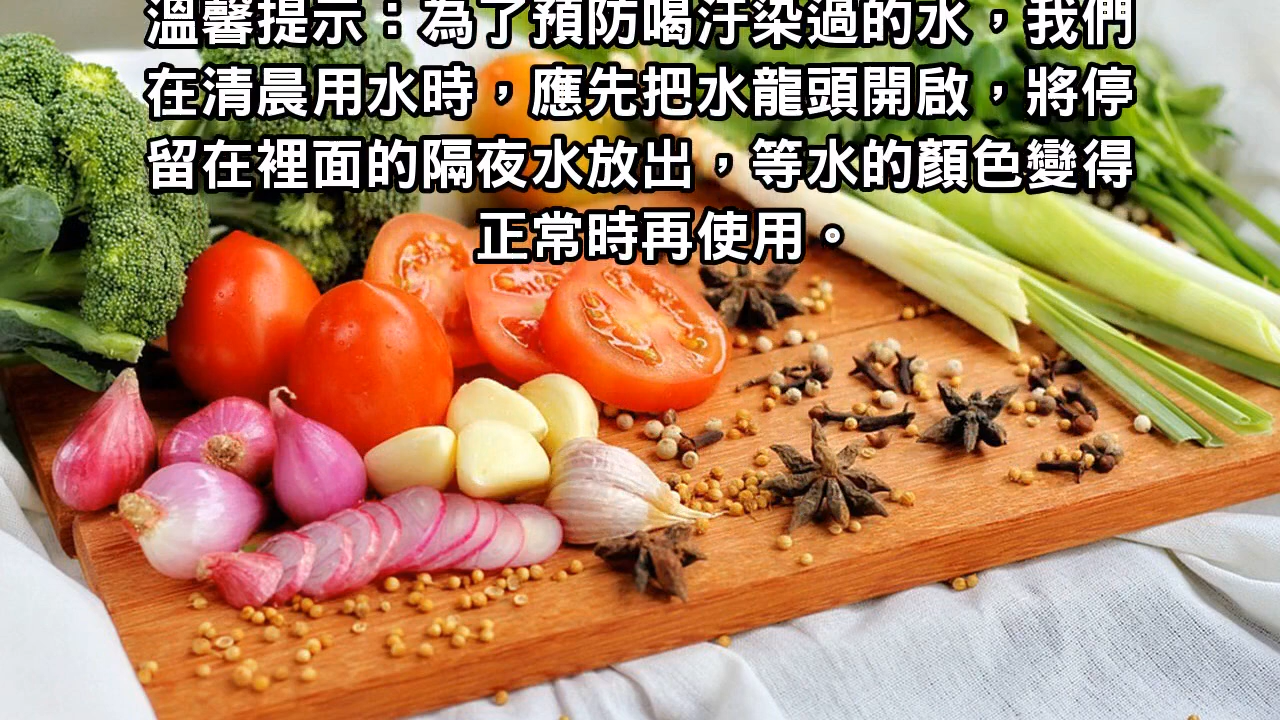 溫馨提示：為了預防喝汙染過的水，我們
在清晨用水時，應先把水龍頭開啟，將停
留在裡面的隔夜水放出，等水的顏色變得
正常時再使用。